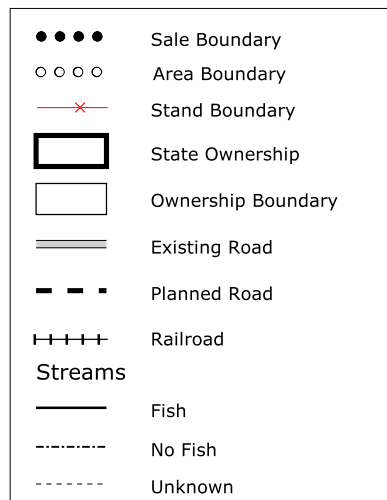 Sale Boundary
Area Boundary
Stand Boundary
State Ownership
Ownership Boundary
Existing Road
Planned Road
Railroad
Streams
Fish
No Fish
Unknown